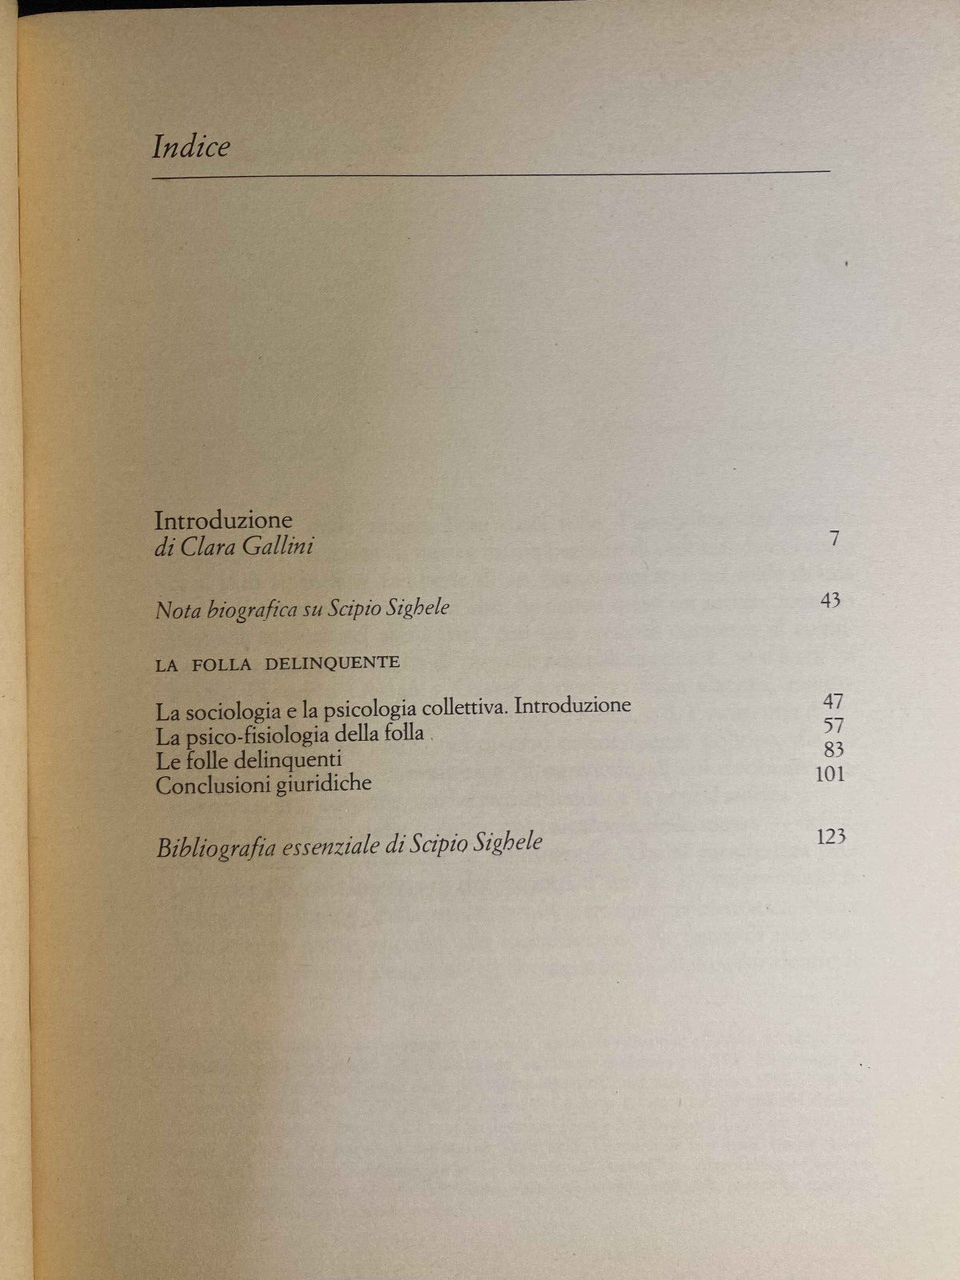 Indice
Introduzione
di Clara Gallini 7
Nota biografica su Scipio Sighele 43
LA FOLLA DELINQUENTE
La sociologia e la psicologia collettiva. Introduzione 47
La psico-fisiologia della folla 57
Le folle delinquenti 83
Conclusioni giuridiche 101
Bibliografia essenziale di Scipio Sighele 123